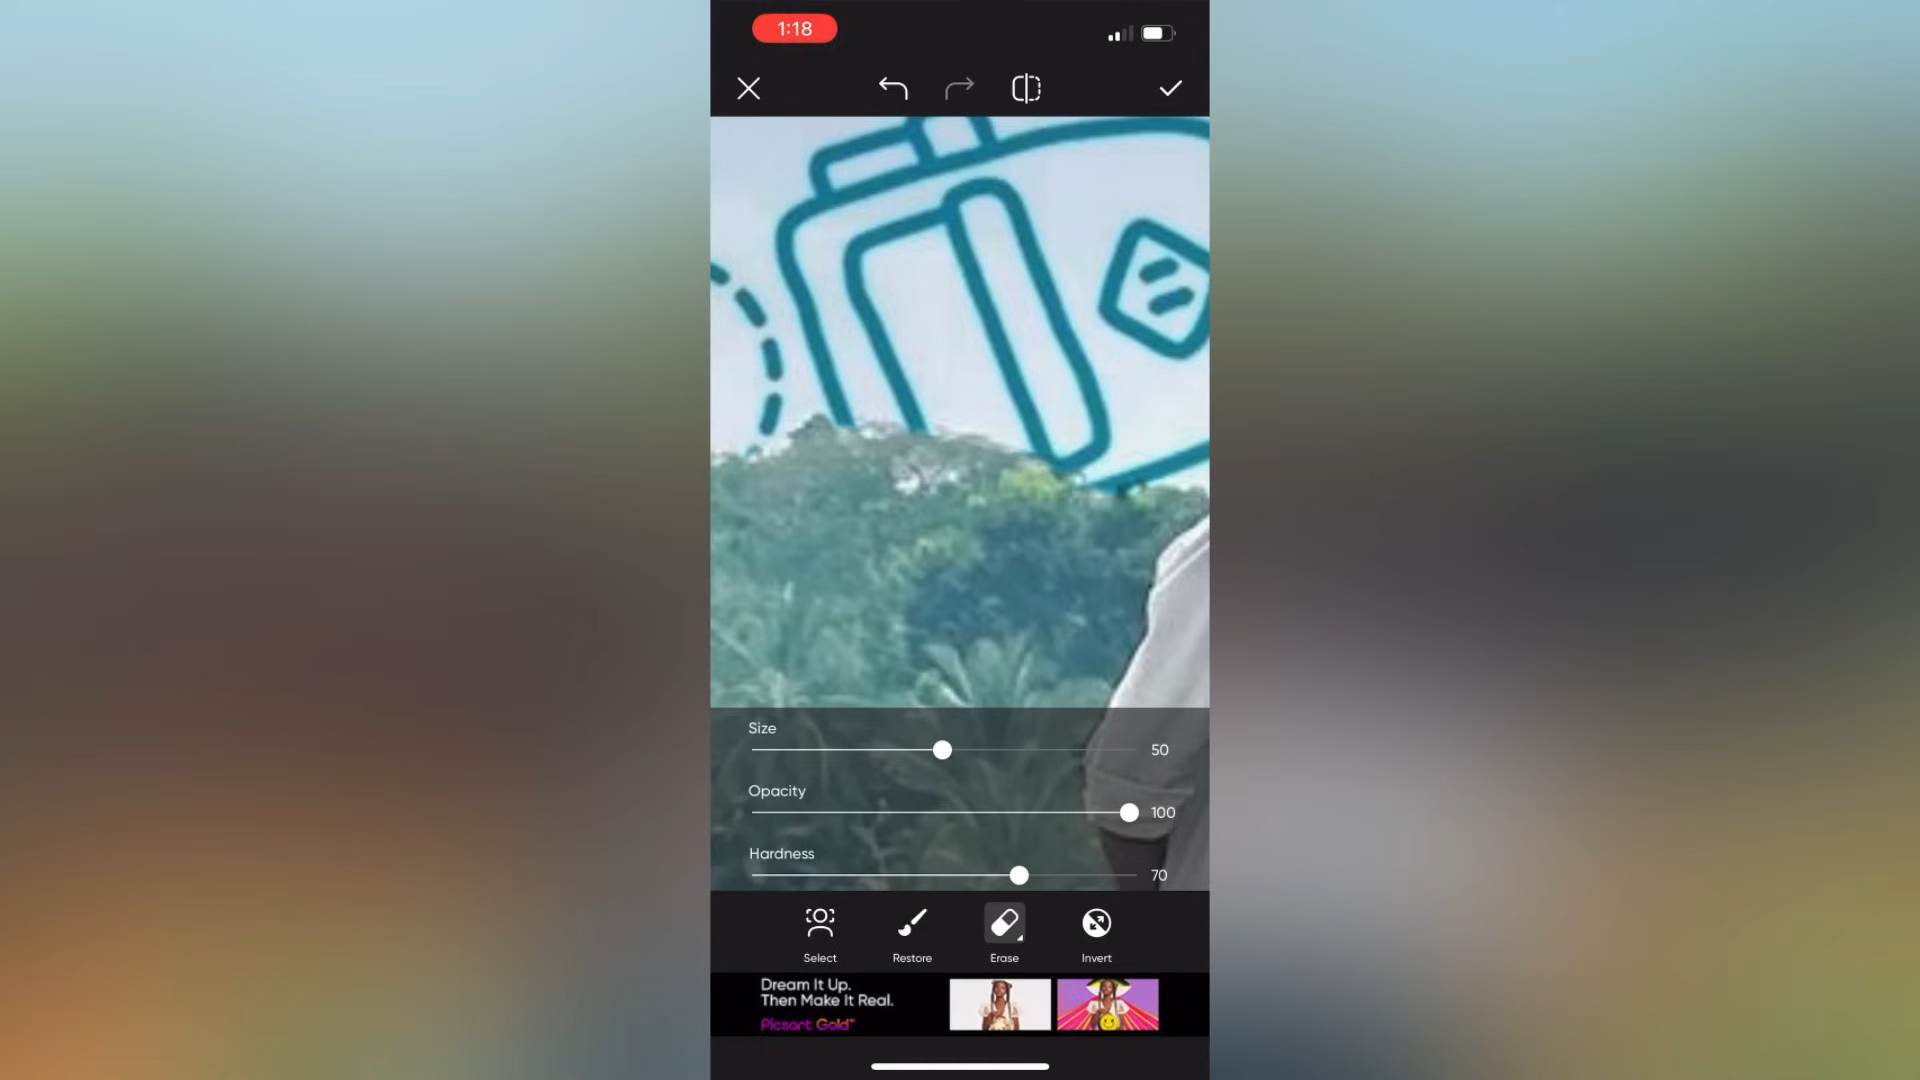 1:18
Size
50
Opacity
100
Hardness
70
Select
Restore
Erase
Invert
Dream It Up.
Then Make It Real.
Picsart Gold™